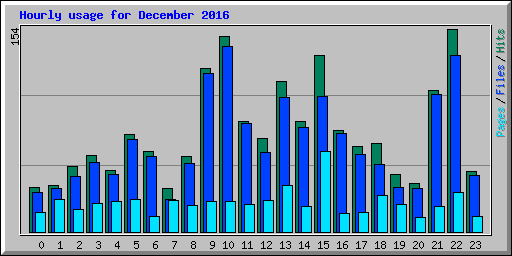 Hourly usage for December 2016
154
Pages/Files/Hits
0 1 2 3 4 5 6 7 8 9 10 11 12 13 14 15 16 17 18 19 20 21 22 23